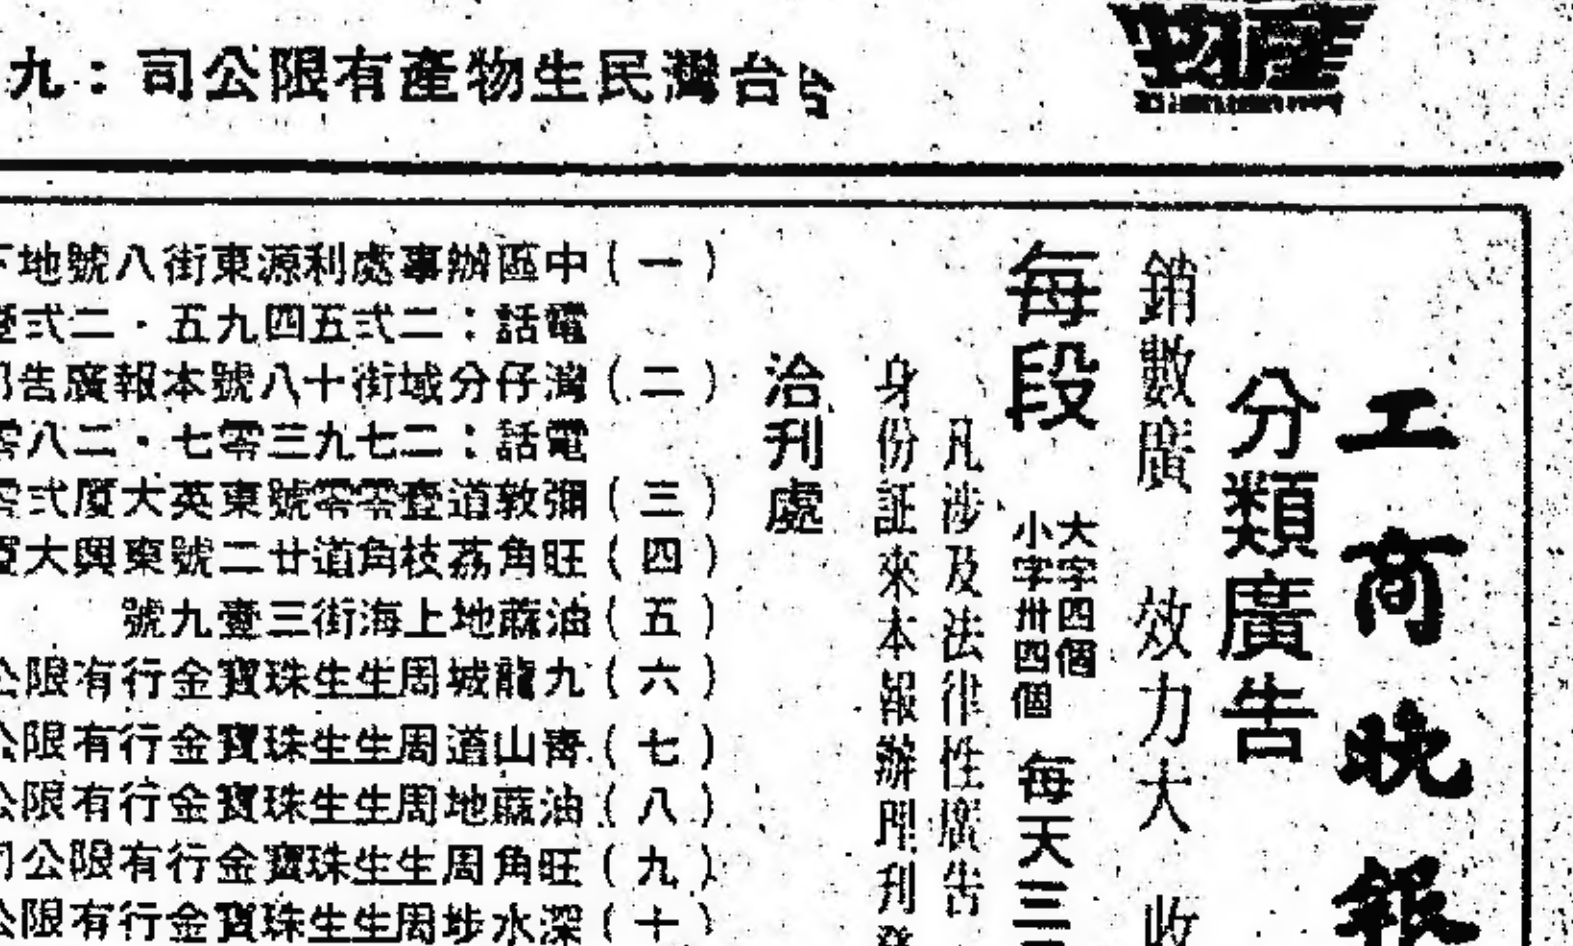 物產
台灣民生物產有限公司：九
工商晚報
分類廣告
銷數廣 效力大 收
每段
大字四個
小字卅四個
每天三
凡涉及法律性廣告
身份証來本報辦理刊登
洽刊處
（一）中區辦事處利源東街八號地下
電話：二弍五四九五・二弍
（二）灣仔分域街十八號本報廣告部
電話：二七九三零七・二八零
（三）彌敦道壹零零號東英大厦弍零
（四）旺角荔枝角道廿二號東興大
（五）油蔴地上海街三壹九號
（六）九龍城周生生珠寶金行有限公
（七）青山道周生生珠寶金行有限公
（八）油蔴地周生生珠寶金行有限公
（九）旺角周生生珠寶金行有限公司
（十）深水埗周生生珠寶金行有限公